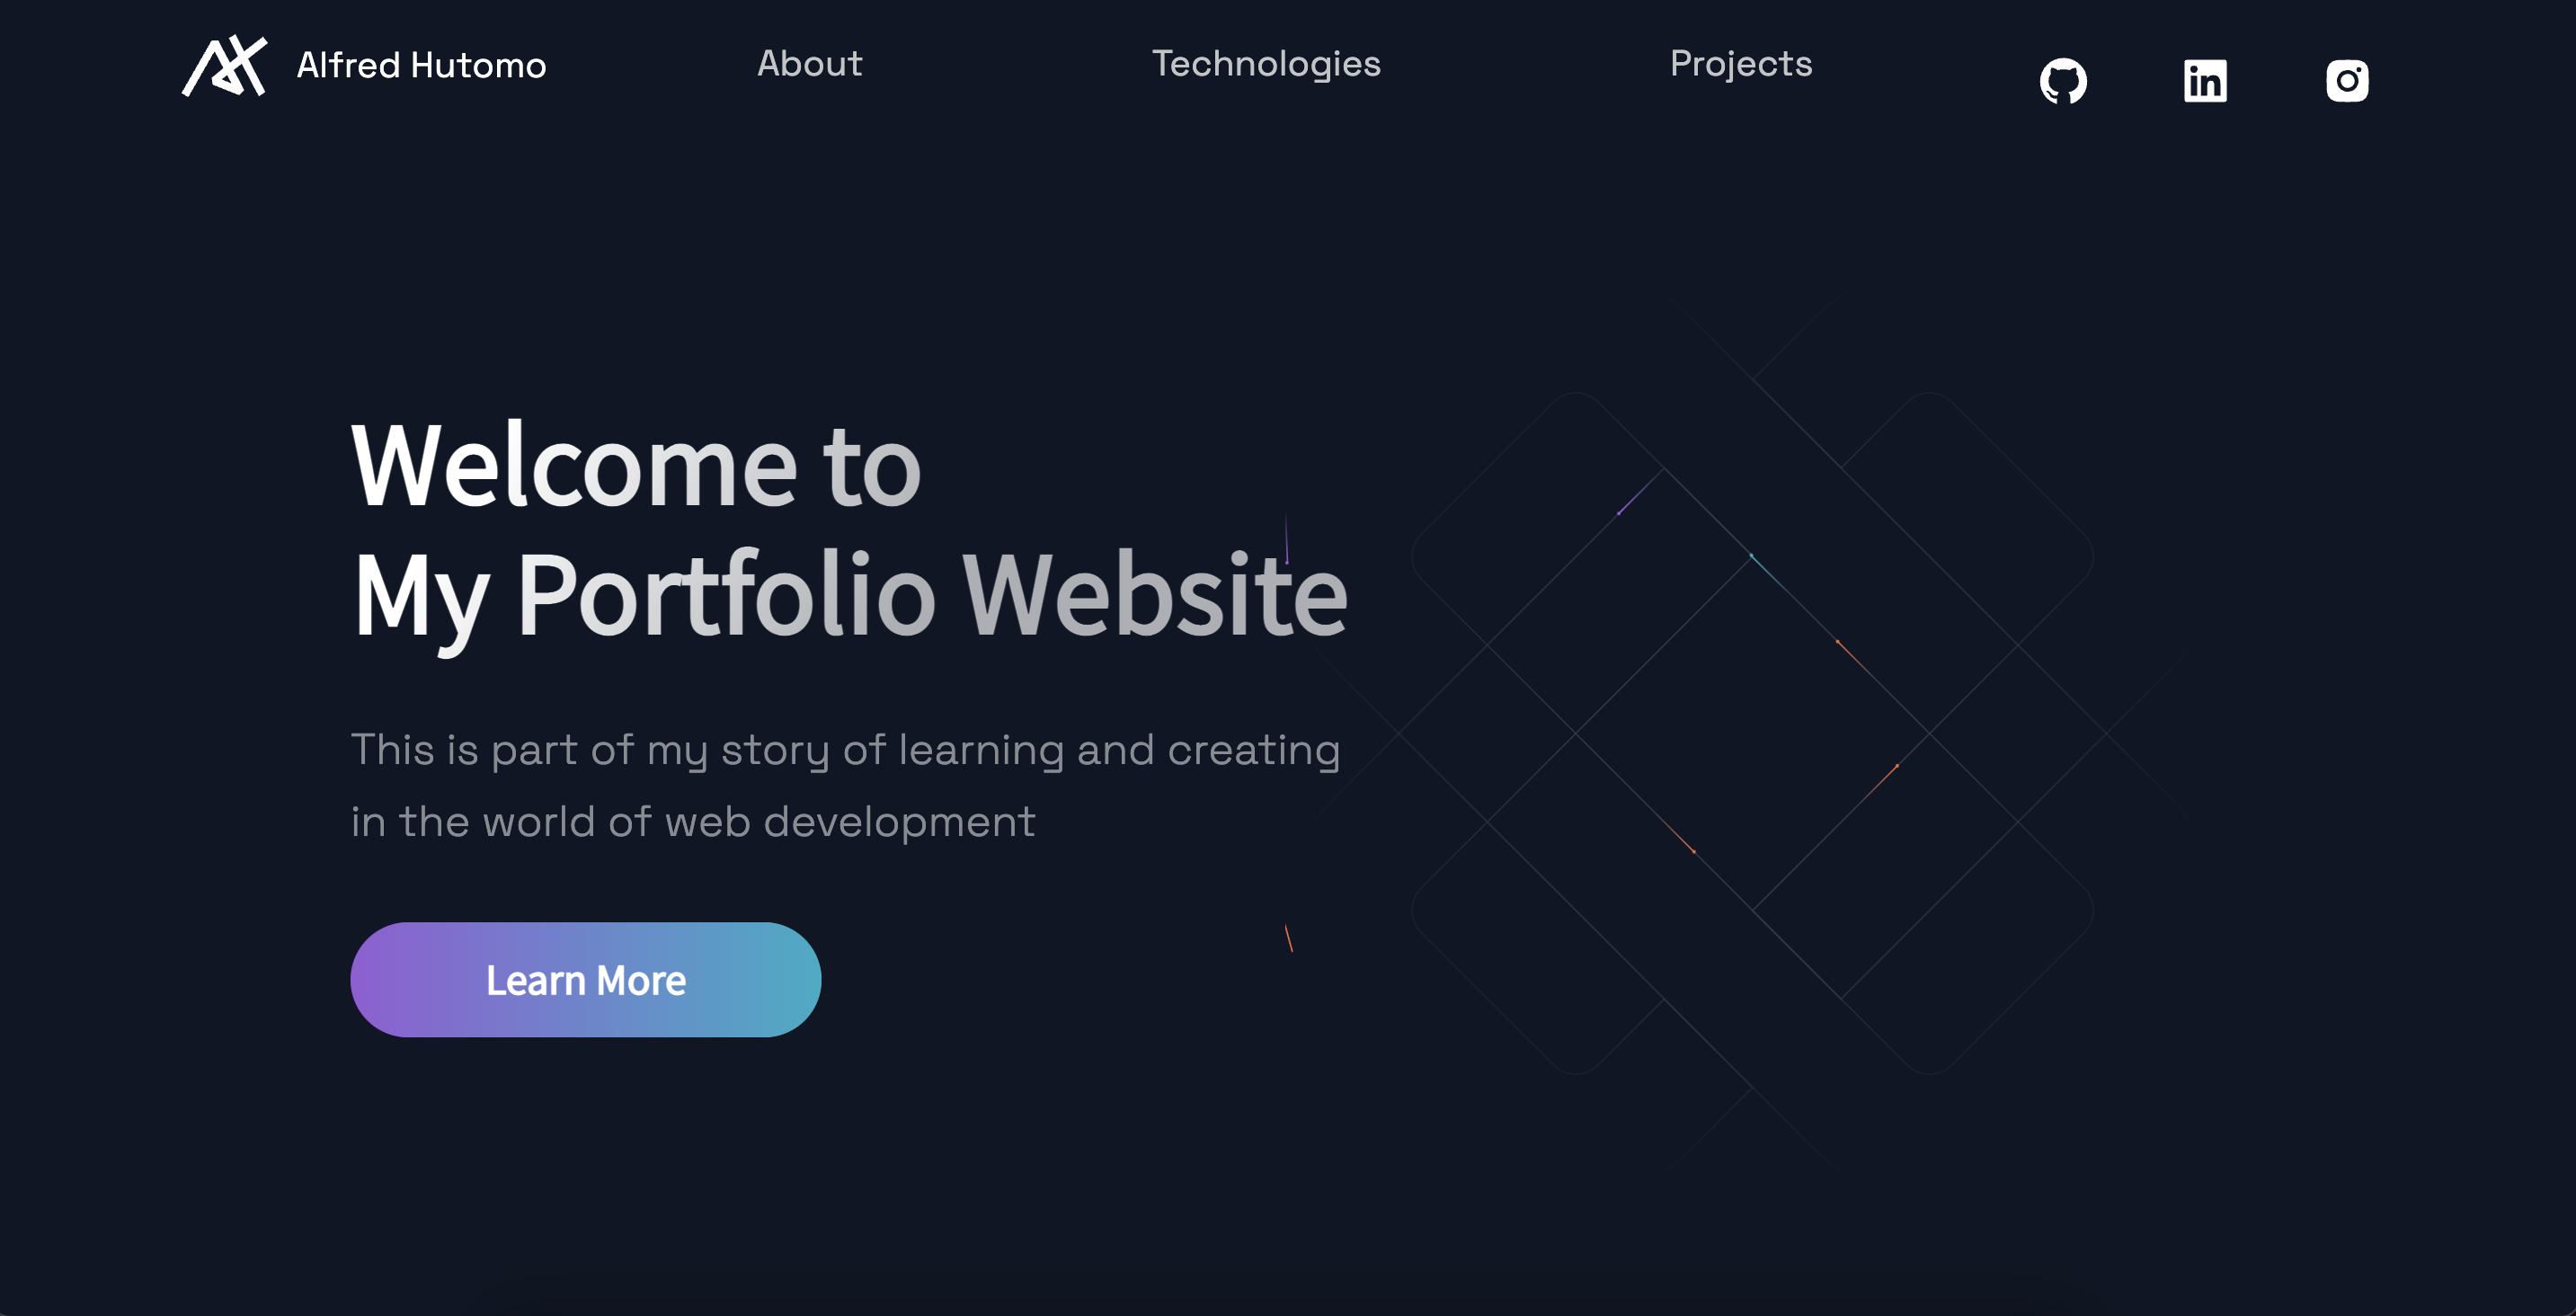 Alfred Hutomo
About
Technologies
Projects
Welcome to
My Portfolio Website
This is part of my story of learning and creating
in the world of web development
Learn More